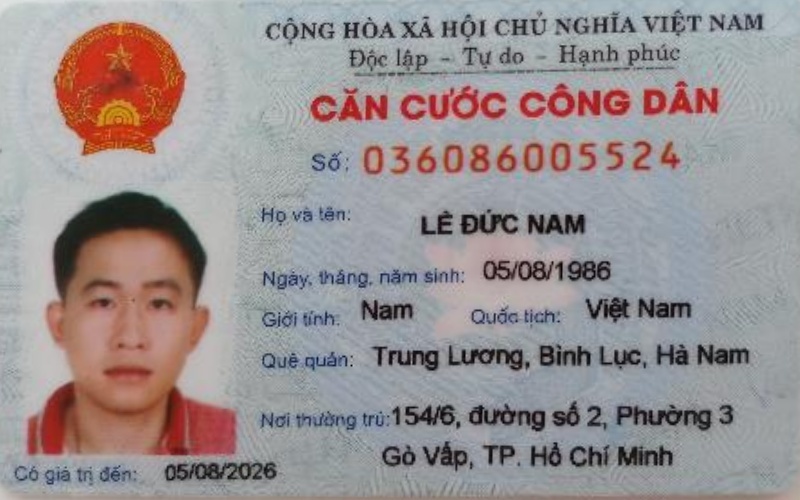 CỘNG HÒA XÃ HỘI CHỦ NGHĨA VIỆT NAM
Độc lập – Tự do – Hạnh phúc
CĂN CƯỚC CÔNG DÂN
Số: 036086005524
Họ và tên: LÊ ĐỨC NAM
Ngày, tháng, năm sinh: 05/08/1986
Giới tính: Nam Quốc tịch: Việt Nam
Quê quán: Trung Lương, Bình Lục, Hà Nam
Nơi thường trú: 154/6, đường số 2, Phường 3
Gò Vấp, TP. Hồ Chí Minh
Có giá trị đến: 05/08/2026